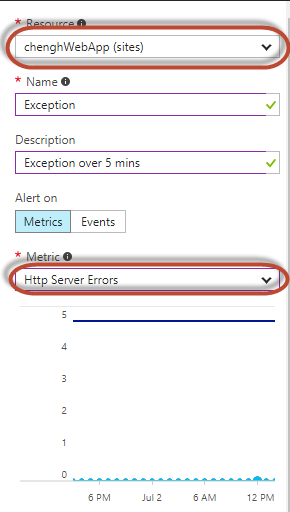 * Resource
chenghWebApp (sites)
* Name
Exception
Description
Exception over 5 mins
Alert on
Metrics Events
* Metric
Http Server Errors
5
4
3
2
1
0
6 PM Jul 2 6 AM 12 PM